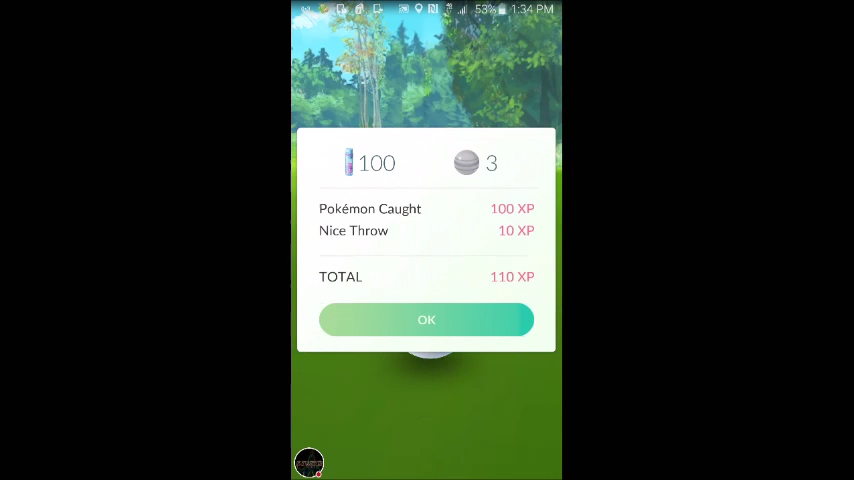 53% 1:34 PM
100 3
Pokémon Caught 100 XP
Nice Throw 10 XP
TOTAL 110 XP
OK